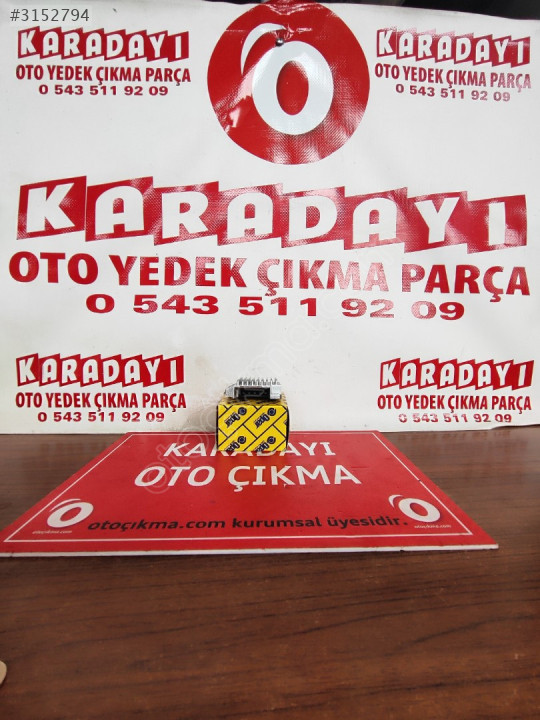 #3152794
KARADAYI
OTO YEDEK ÇIKMA PARÇA
0 543 511 92 09
KARADAYI
OTO YEDEK ÇIKMA PARÇA
0 543 511 92 09
KARADAYI
OTO YEDEK ÇIKMA PARÇA
0 543 511 92 09
KARADAYI
OTO YEDEK ÇIKMA PARÇA
0 543 511 92 09
KARADAYI
OTO YEDEK ÇIKMA PARÇA
0 543 511 92 09
KARADAYI
OTO ÇIKMA
otoçıkma.com kurumsal üyesidir.